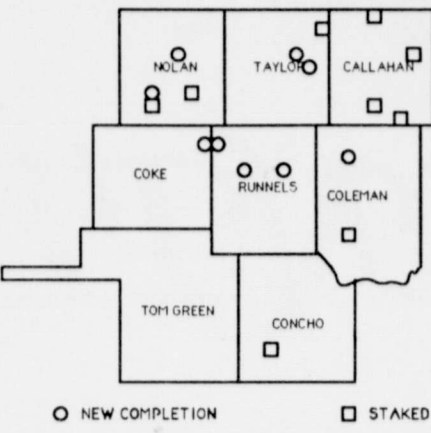 NOLAN
TAYLOR
CALLAHAN
COKE
RUNNELS
COLEMAN
TOM GREEN
CONCHO
NEW COMPLETION
STAKED